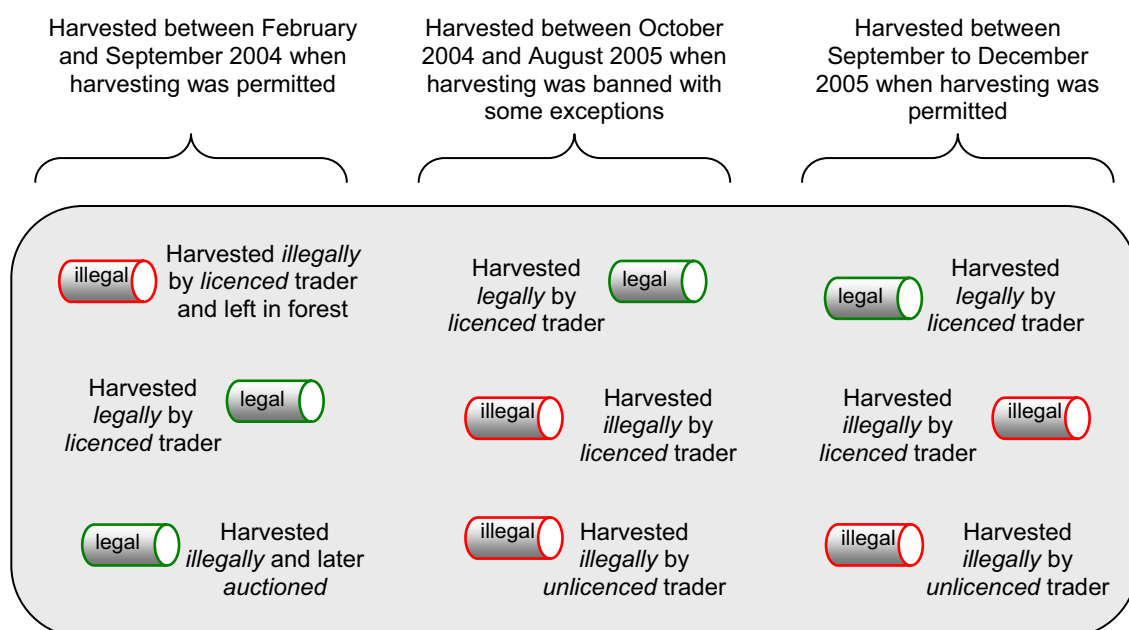 Harvested between February
and September 2004 when
harvesting was permitted
Harvested between October
2004 and August 2005 when
harvesting was banned with
some exceptions
Harvested between
September to December
2005 when harvesting was
permitted
illegal
Harvested illegally
by licenced trader
and left in forest
Harvested
legally by
licenced trader
legal
legal
Harvested
illegally and later
auctioned
Harvested
legally by
licenced trader
legal
illegal
Harvested
illegally by
licenced trader
illegal
Harvested
illegally by
unlicenced trader
legal
Harvested
legally by
licenced trader
Harvested
illegally by
licenced trader
illegal
illegal
Harvested
illegally by
unlicenced trader